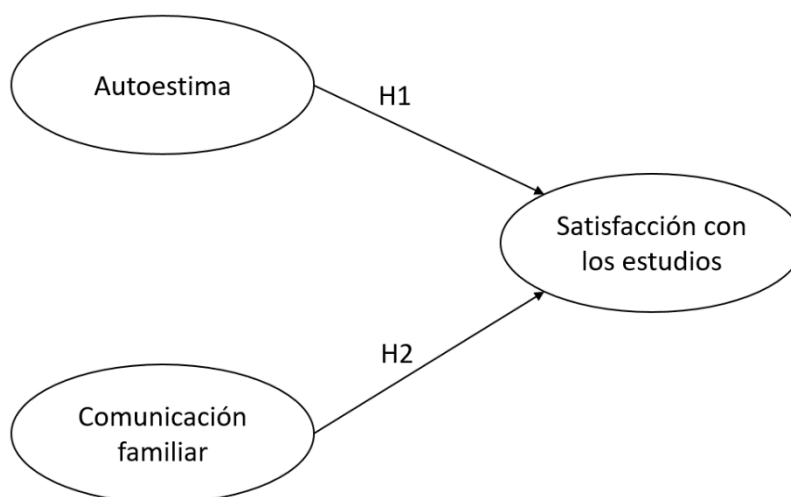 Autoestima
H1
Satisfacción con
los estudios
H2
Comunicación
familiar